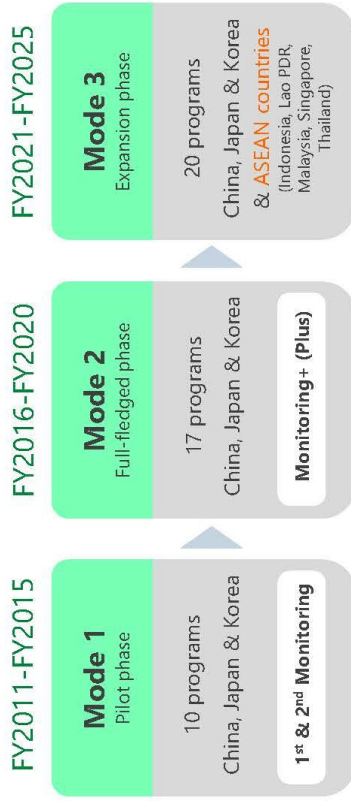 FY2011-FY2015
Mode 1
Pilot phase
10 programs
China, Japan & Korea
1st & 2nd Monitoring
FY2016-FY2020
Mode 2
Full-fledged phase
17 programs
China, Japan & Korea
Monitoring+ (Plus)
FY2021-FY2025
Mode 3
Expansion phase
20 programs
China, Japan & Korea
& ASEAN countries
(Indonesia, Lao PDR,
Malaysia, Singapore,
Thailand)